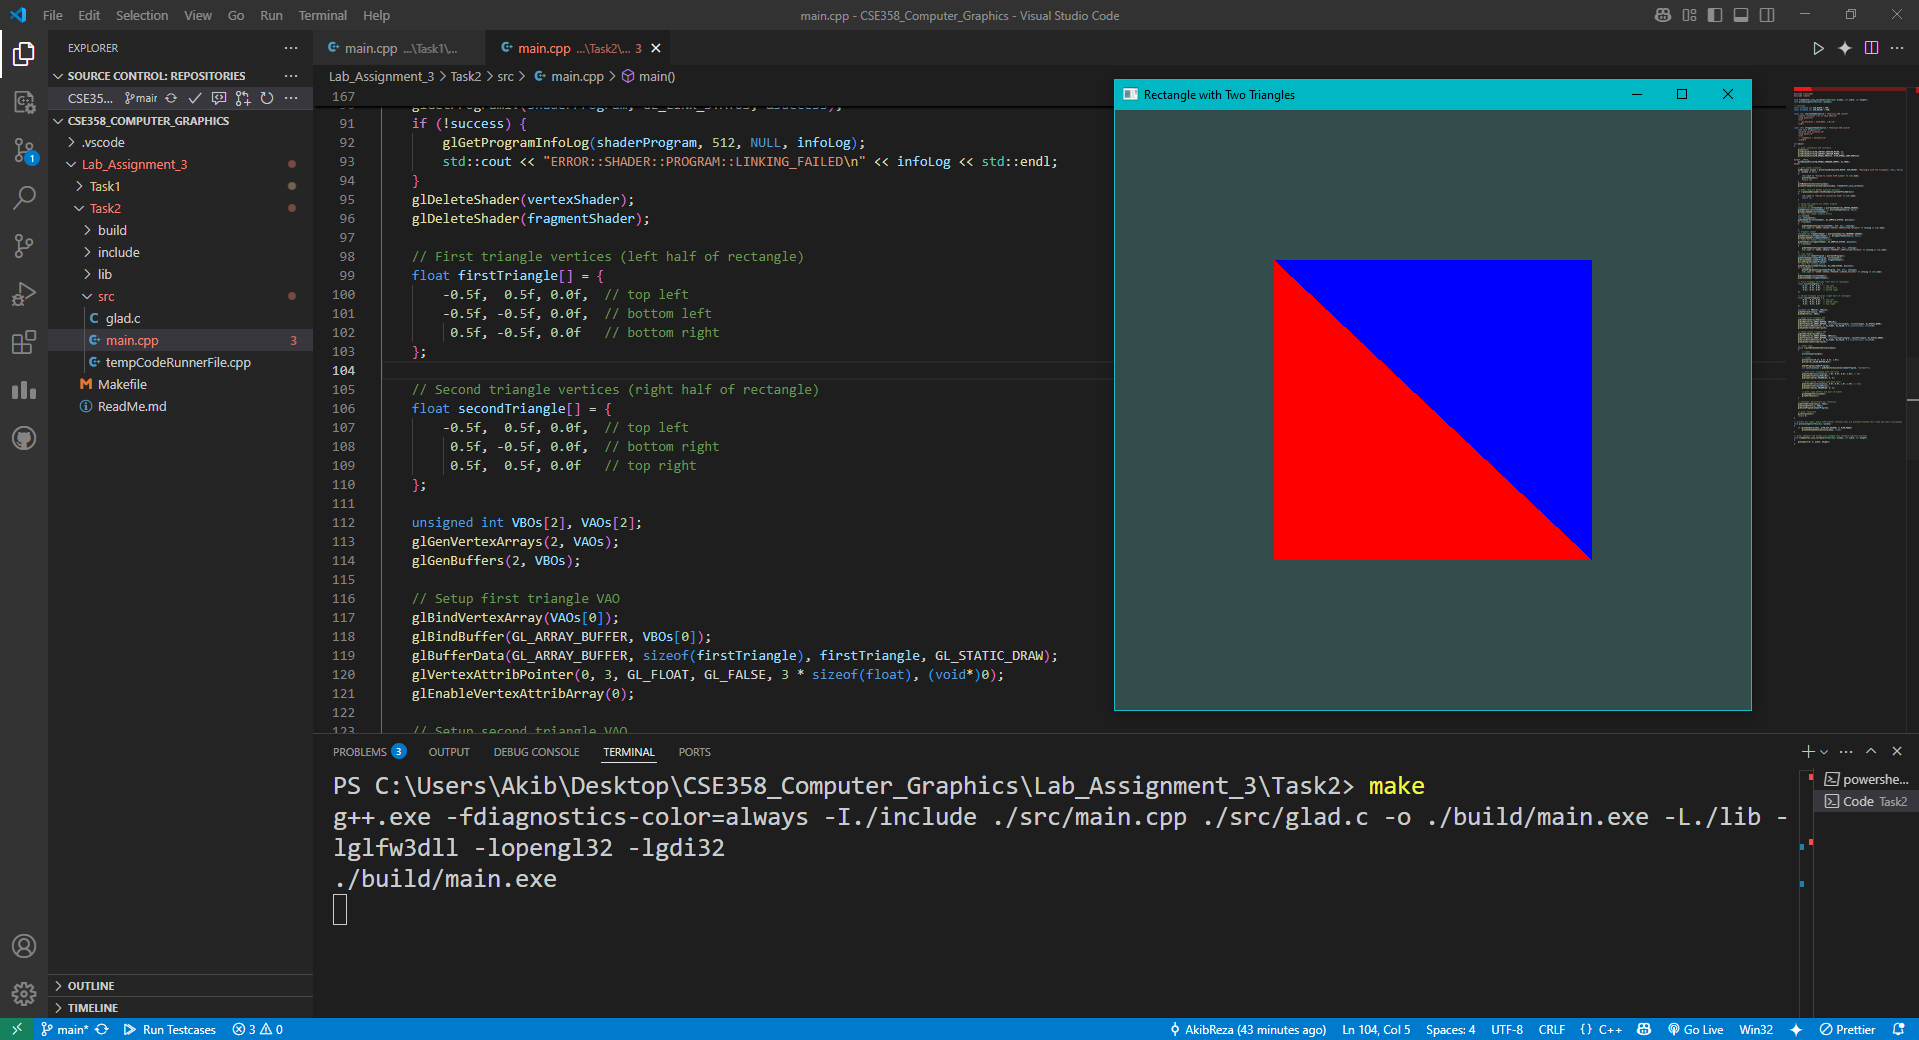 File Edit Selection View Go Run Terminal Help
main.cpp - CSE358_Computer_Graphics - Visual Studio Code
EXPLORER
SOURCE CONTROL: REPOSITORIES
CSE35... main
CSE358_COMPUTER_GRAPHICS
.vscode
Lab_Assignment_3
Task1
Task2
build
include
lib
src
glad.c
main.cpp 3
tempCodeRunnerFile.cpp
Makefile
ReadMe.md
OUTLINE
TIMELINE
1
main.cpp ...\Task1\...
main.cpp ...\Task2\... 3
Lab_Assignment_3 > Task2 > src > main.cpp > main()
167
91 if (!success) {
92 glGetProgramInfoLog(shaderProgram, 512, NULL, infoLog);
93 std::cout << "ERROR::SHADER::PROGRAM::LINKING_FAILED\n" << infoLog << std::endl;
94 }
95 glDeleteShader(vertexShader);
96 glDeleteShader(fragmentShader);
97
98 // First triangle vertices (left half of rectangle)
99 float firstTriangle[] = {
100 -0.5f, 0.5f, 0.0f, // top left
101 -0.5f, -0.5f, 0.0f, // bottom left
102 0.5f, -0.5f, 0.0f // bottom right
103 };
104
105 // Second triangle vertices (right half of rectangle)
106 float secondTriangle[] = {
107 -0.5f, 0.5f, 0.0f, // top left
108 0.5f, -0.5f, 0.0f, // bottom right
109 0.5f, 0.5f, 0.0f // top right
110 };
111
112 unsigned int VBOs[2], VAOs[2];
113 glGenVertexArrays(2, VAOs);
114 glGenBuffers(2, VBOs);
115
116 // Setup first triangle VAO
117 glBindVertexArray(VAOs[0]);
118 glBindBuffer(GL_ARRAY_BUFFER, VBOs[0]);
119 glBufferData(GL_ARRAY_BUFFER, sizeof(firstTriangle), firstTriangle, GL_STATIC_DRAW);
120 glVertexAttribPointer(0, 3, GL_FLOAT, GL_FALSE, 3 * sizeof(float), (void*)0);
121 glEnableVertexAttribArray(0);
122
123 // Setup second triangle VAO
Rectangle with Two Triangles
PROBLEMS 3 OUTPUT DEBUG CONSOLE TERMINAL PORTS
PS C:\Users\Akib\Desktop\CSE358_Computer_Graphics\Lab_Assignment_3\Task2> make
g++.exe -fdiagnostics-color=always -I./include ./src/main.cpp ./src/glad.c -o ./build/main.exe -L./lib -
lglfw3dll -lopengl32 -lgdi32
./build/main.exe
powershe...
Code Task2
main* Run Testcases 3 0 AkibReza (43 minutes ago) Ln 104, Col 5 Spaces: 4 UTF-8 CRLF {} C++ Go Live Win32 Prettier